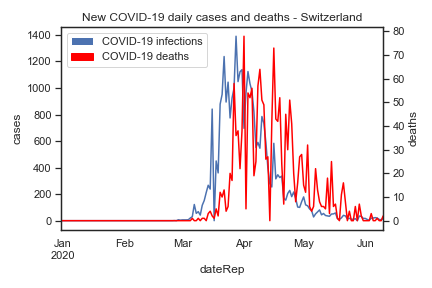 New COVID-19 daily cases and deaths - Switzerland
COVID-19 infections
COVID-19 deaths
1400
1200
1000
800
600
400
200
0
cases
80
70
60
50
40
30
20
10
0
deaths
Jan Feb Mar Apr May Jun
2020
dateRep